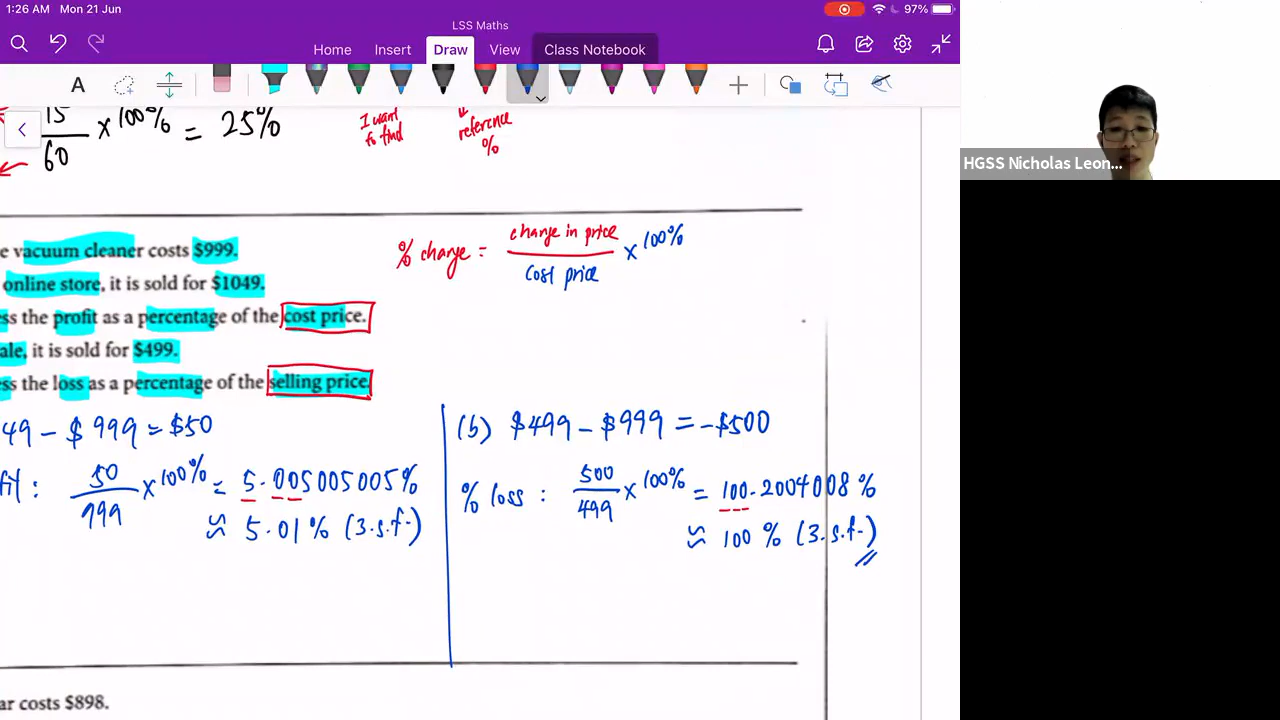 1:26 AM Mon 21 Jun
97%
LSS Maths
Home Insert Draw View Class Notebook
A
15
60
x 100% = 25%
I want
to find
reference
%
HGSS Nicholas Leon...
e vacuum cleaner costs $999.
online store, it is sold for $1049.
ss the profit as a percentage of the cost price.
ale, it is sold for $499.
ss the loss as a percentage of the selling price.
% change = change in price
cost price
x 100%
49 - $999 = $50
fit : 50
999
x 100% = 5.005005005%
≈ 5.01% (3.s.f.)
(b) $499 - $999 = -$500
% loss : 500
499
x 100% = 100.2004008%
≈ 100% (3.s.f.)
ar costs $898.